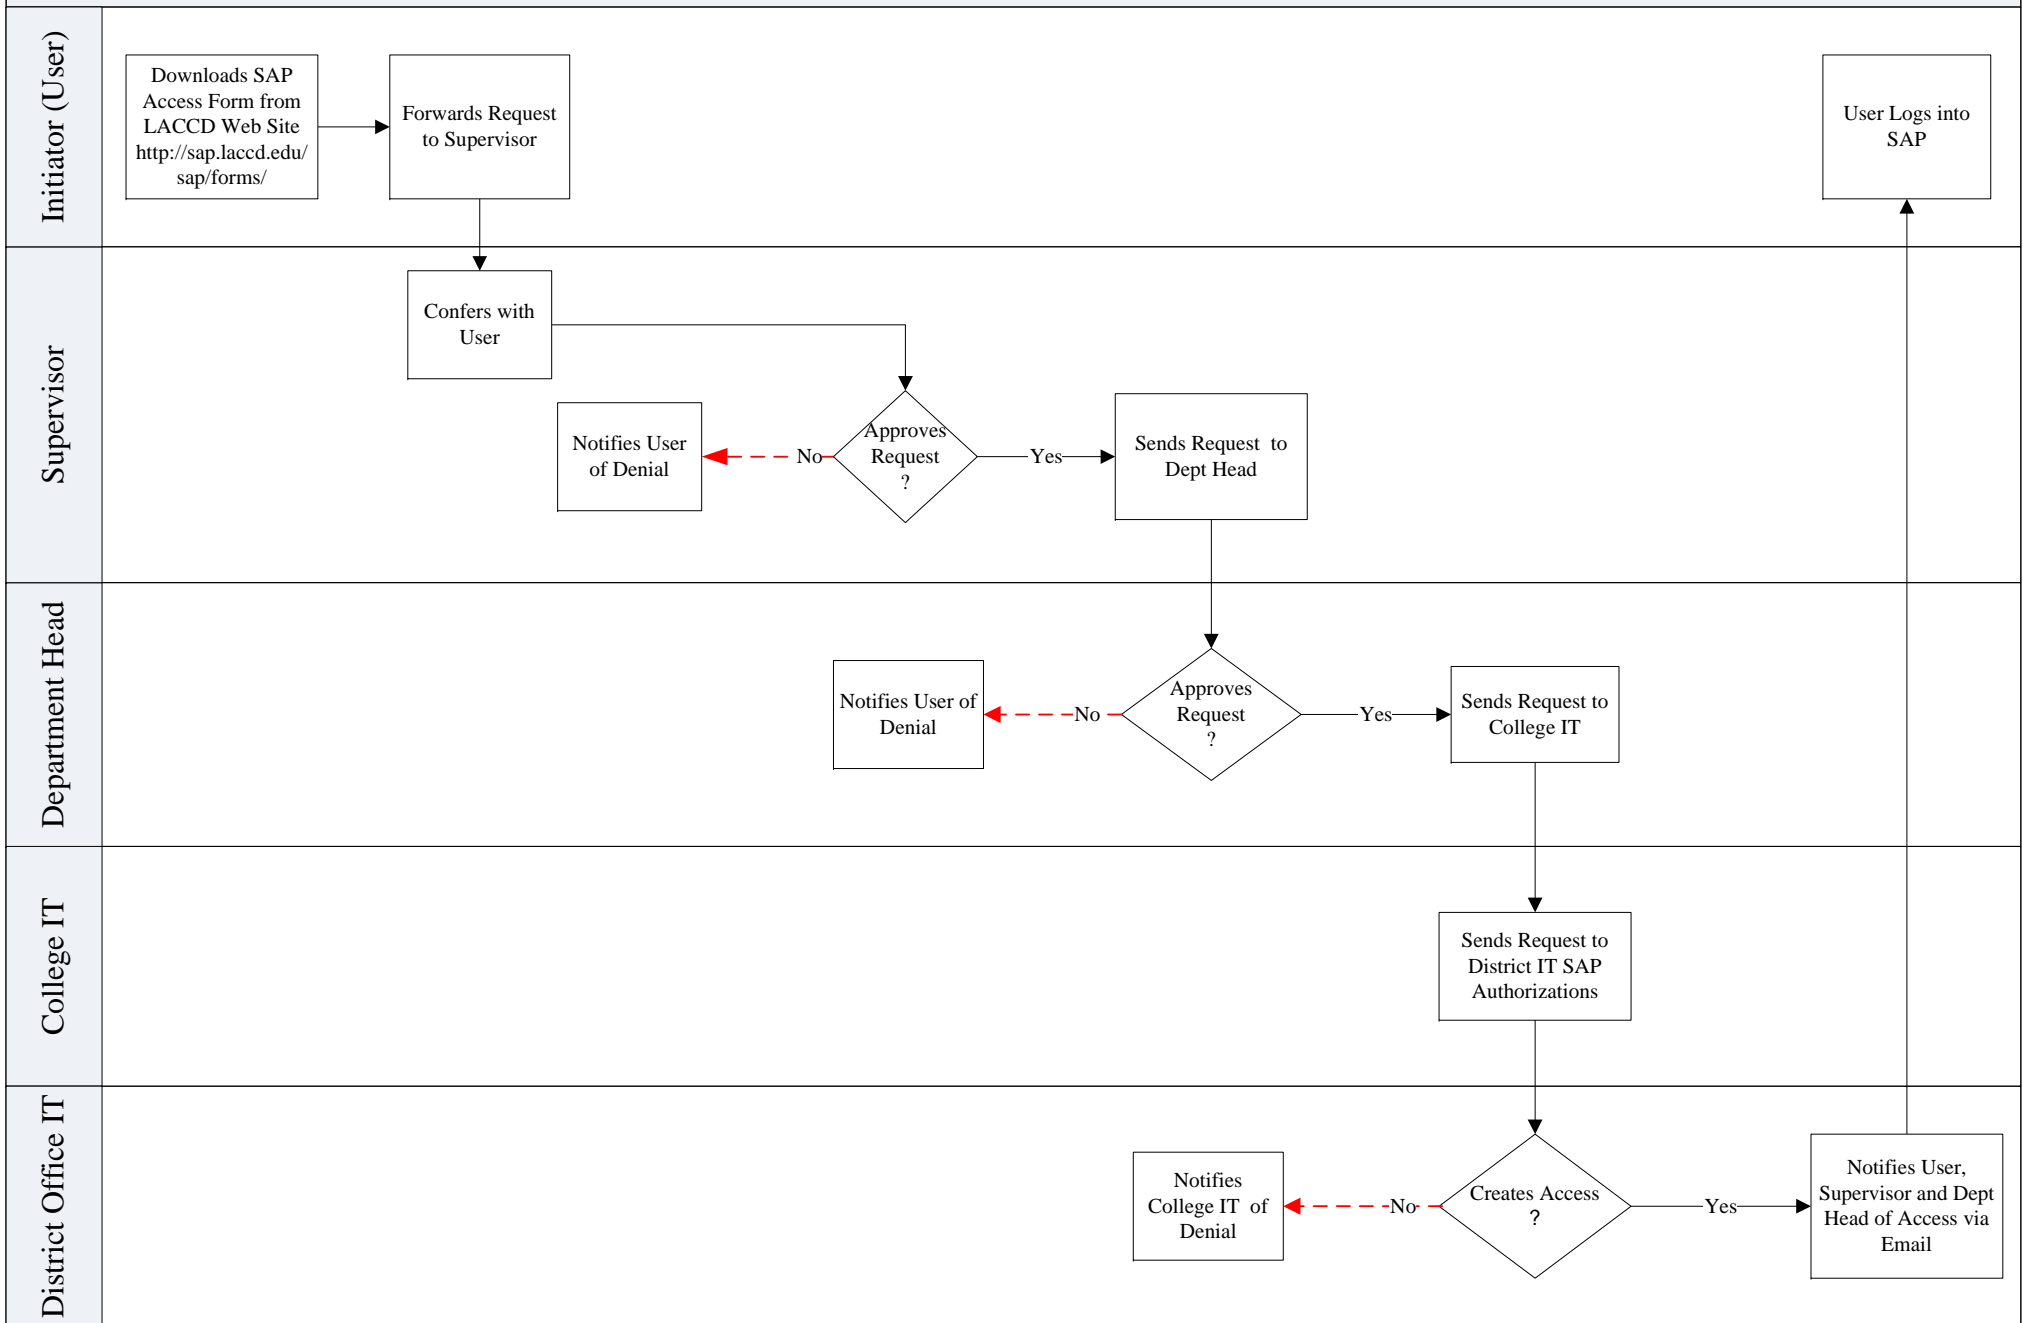 Initiator (User)
Downloads SAP
Access Form from
LACCD Web Site
http://sap.laccd.edu/
sap/forms/
Forwards Request
to Supervisor
User Logs into
SAP
Supervisor
Confers with
User
Notifies User
of Denial
No
Approves
Request
?
Yes
Sends Request to
Dept Head
Department Head
Notifies User of
Denial
No
Approves
Request
?
Yes
Sends Request to
College IT
College IT
Sends Request to
District IT SAP
Authorizations
District Office IT
Notifies
College IT of
Denial
No
Creates Access
?
Yes
Notifies User,
Supervisor and Dept
Head of Access via
Email